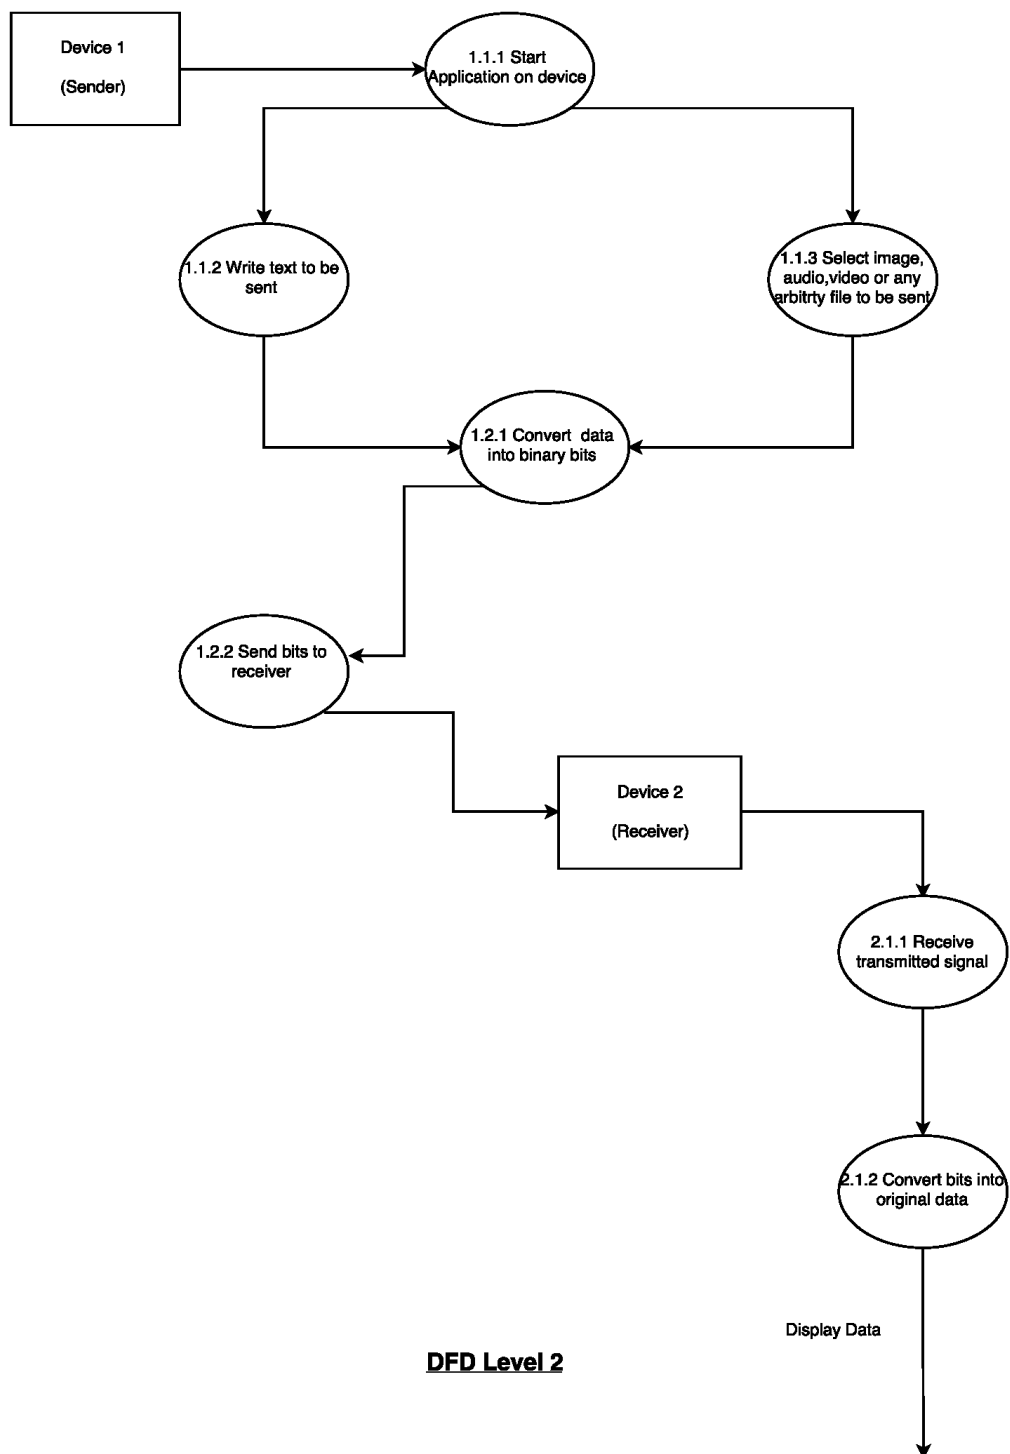 Device 1
(Sender)
1.1.1 Start
Application on device
1.1.2 Write text to be
sent
1.1.3 Select image,
audio,video or any
arbitrty file to be sent
1.2.1 Convert  data
into binary bits
1.2.2 Send bits to
receiver
Device 2
(Receiver)
2.1.1 Receive
transmitted signal
2.1.2 Convert bits into
original data
Display Data
DFD Level 2